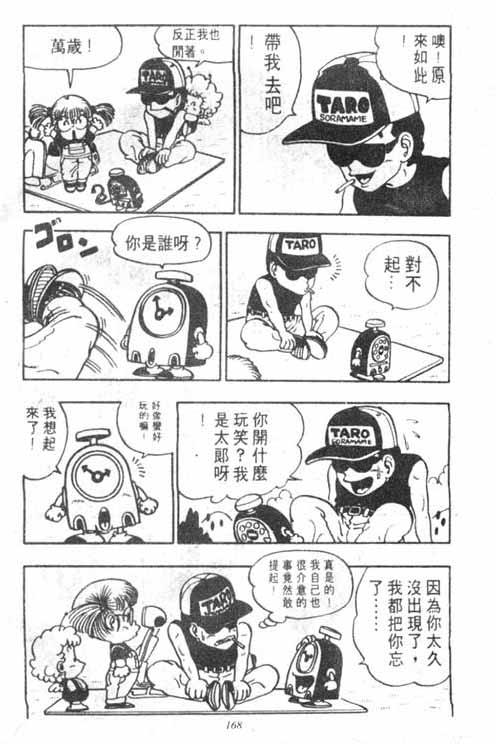 噢！原
來如此
！
帶我去吧
！
TARO
SORAMAME
反正我也
閒著。
萬歲！
TARO
對不
起…
TARO
你是誰呀？
ゴロン
你開什麼
玩笑？我
是太郞呀
！
TARO
SORAMAME
好像蠻好
玩的嘛！
我想起
來了！
因為你太久
沒出現了，
我都把你忘
了……
真是的！
我自己也
很介意的
事竟然敢
提起！
TARO
168